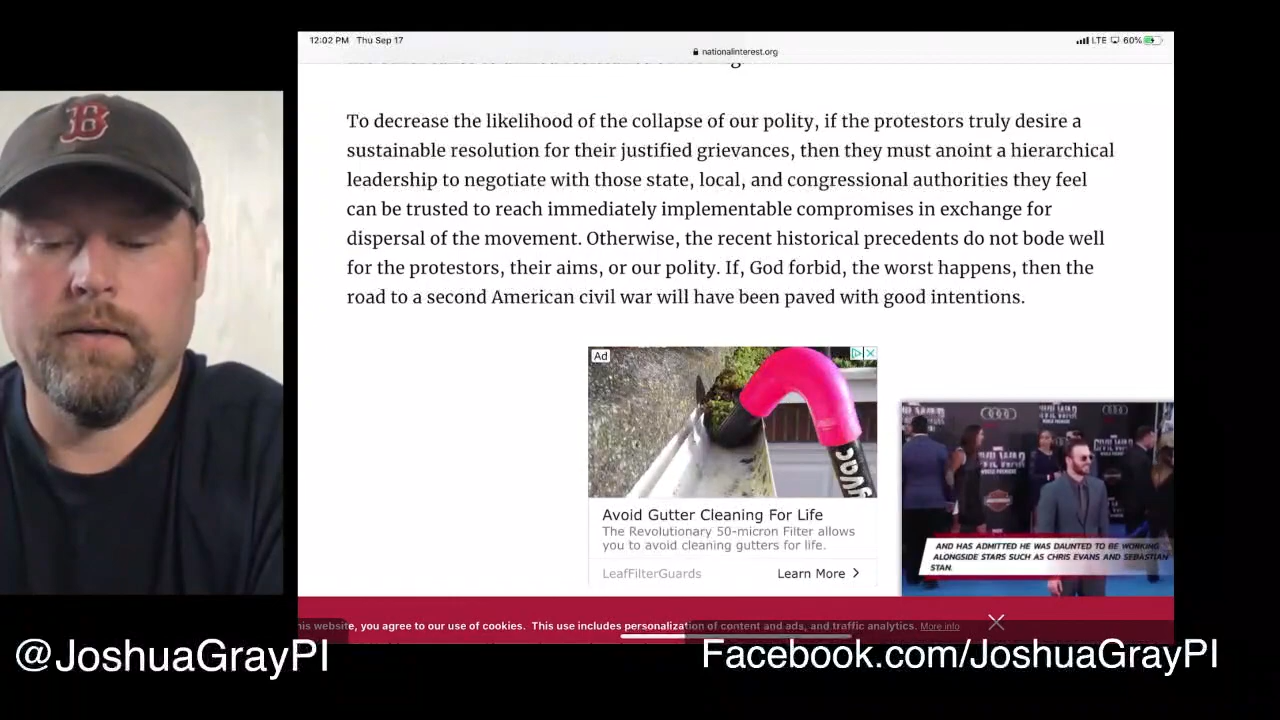 12:02 PM Thu Sep 17
nationalinterest.org
LTE 60%
B
To decrease the likelihood of the collapse of our polity, if the protestors truly desire a
sustainable resolution for their justified grievances, then they must anoint a hierarchical
leadership to negotiate with those state, local, and congressional authorities they feel
can be trusted to reach immediately implementable compromises in exchange for
dispersal of the movement. Otherwise, the recent historical precedents do not bode well
for the protestors, their aims, or our polity. If, God forbid, the worst happens, then the
road to a second American civil war will have been paved with good intentions.
Ad
Avoid Gutter Cleaning For Life
The Revolutionary 50-micron Filter allows
you to avoid cleaning gutters for life.
LeafFilterGuards
Learn More
CIVIL WAR
AND HAS ADMITTED HE WAS DAUNTED TO BE WORKING
ALONGSIDE STARS SUCH AS CHRIS EVANS AND SEBASTIAN
STAN.
his website, you agree to our use of cookies. This use includes personalization of content and ads, and traffic analytics. More info
@JoshuaGrayPI
Facebook.com/JoshuaGrayPI